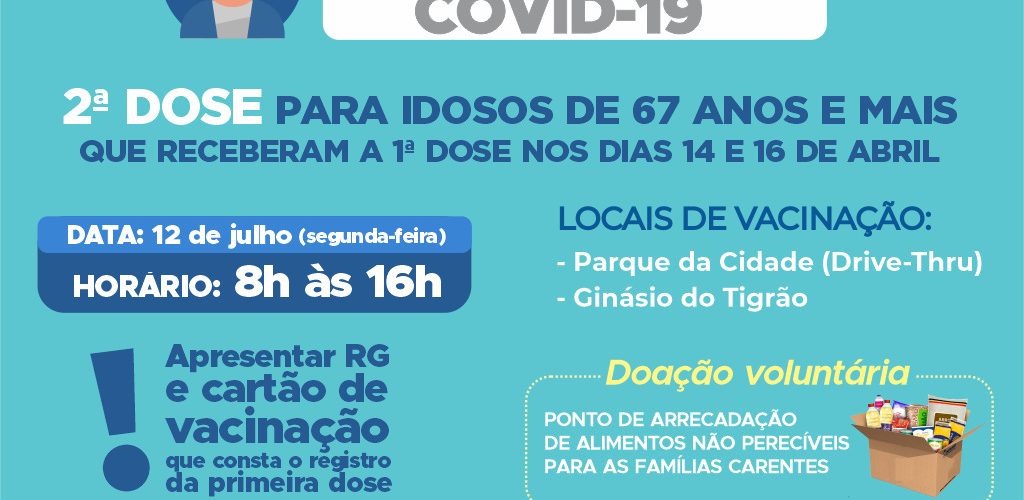 COVID-19
2ª DOSE PARA IDOSOS DE 67 ANOS E MAIS
QUE RECEBERAM A 1ª DOSE NOS DIAS 14 E 16 DE ABRIL
DATA: 12 de julho (segunda-feira)
HORÁRIO: 8h às 16h
! Apresentar RG
e cartão de
vacinação
que consta o registro
da primeira dose
LOCAIS DE VACINAÇÃO:
- Parque da Cidade (Drive-Thru)
- Ginásio do Tigrão
Doação voluntária
PONTO DE ARRECADAÇÃO
DE ALIMENTOS NÃO PERECÍVEIS
PARA AS FAMÍLIAS CARENTES